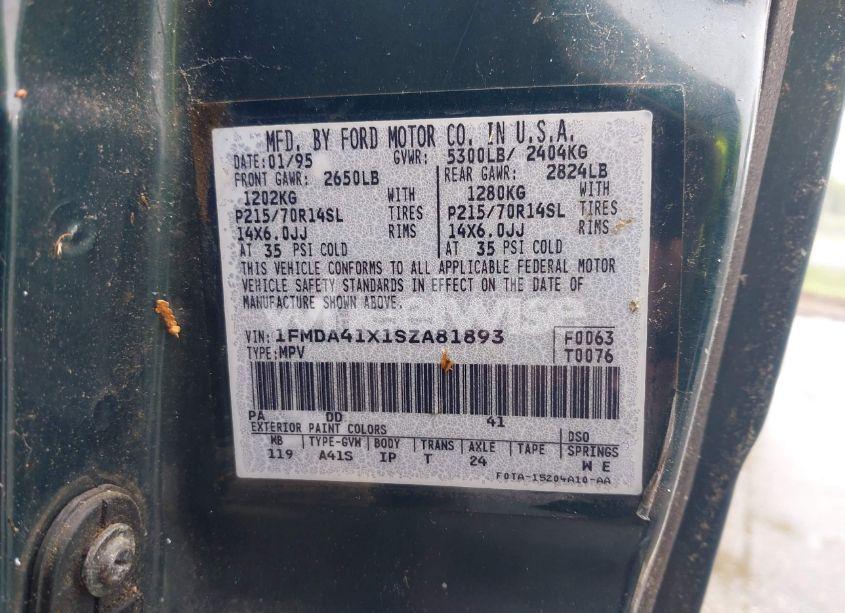 MFD. BY FORD MOTOR CO. IN U.S.A.
DATE:01/95 GVWR: 5300LB/ 2404KG
FRONT GAWR: 2650LB REAR GAWR: 2824LB
1202KG WITH 1280KG WITH
P215/70R14SL TIRES P215/70R14SL TIRES
14X6.0JJ RIMS 14X6.0JJ RIMS
AT 35 PSI COLD AT 35 PSI COLD
THIS VEHICLE CONFORMS TO ALL APPLICABLE FEDERAL MOTOR
VEHICLE SAFETY STANDARDS IN EFFECT ON THE DATE OF
MANUFACTURE SHOWN ABOVE.
VIN: 1FMDA41X1SZA81893 F0063
TYPE:MPV T0076
PA DD 41
EXTERIOR PAINT COLORS DSO
WB TYPE-GVW BODY TRANS AXLE TAPE SPRINGS
119 A41S IP T 24 W E
F0TA-15204A10-AA